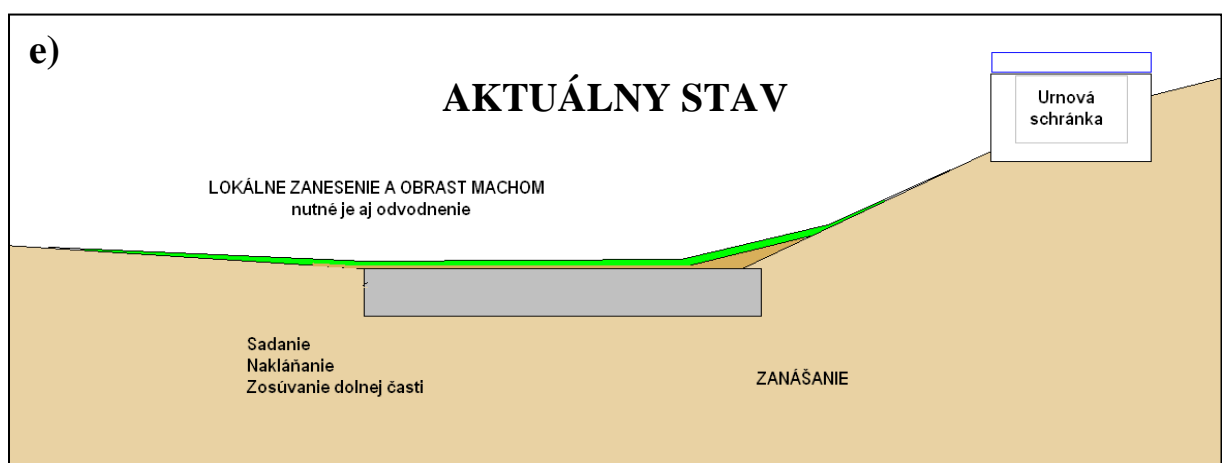 e)
AKTUÁLNY STAV
Urnová
schránka
LOKÁLNE ZANESENIE A OBRAST MACHOM
nutné je aj odvodnenie
Sadanie
Nakláňanie
Zosúvanie dolnej časti
ZANÁŠANIE